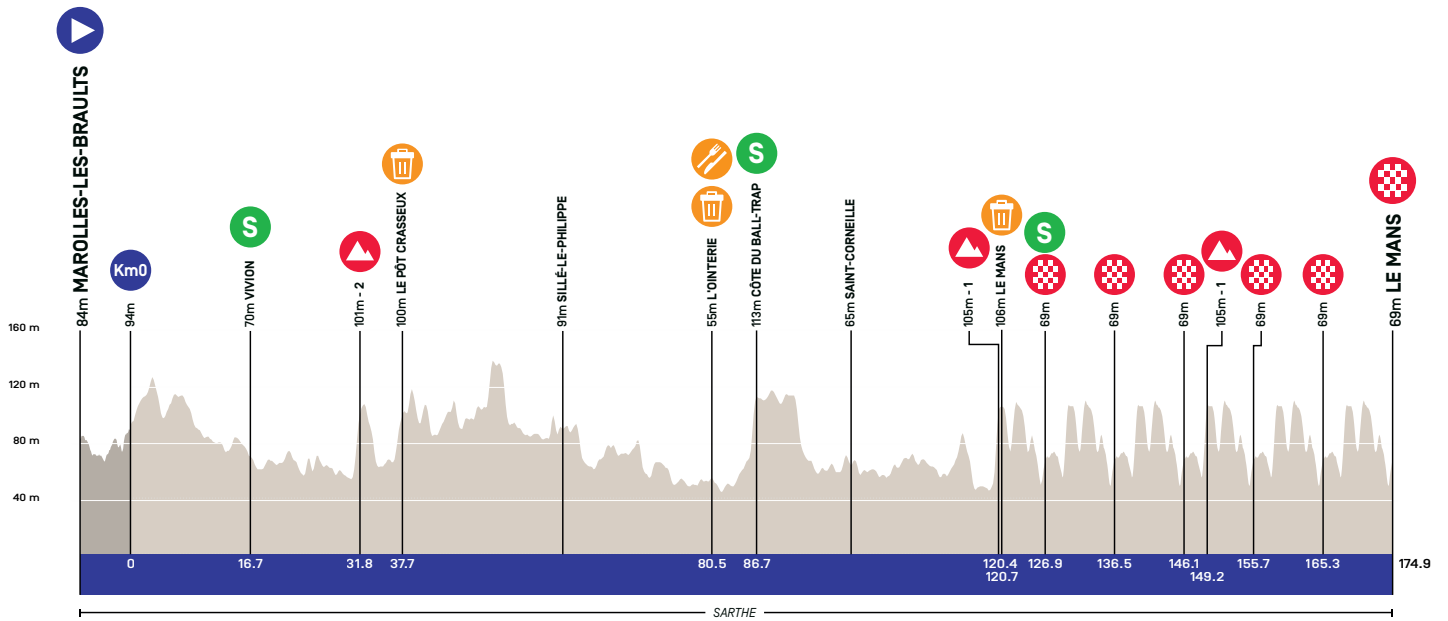 84m MAROLLES-LES-BRAULTS
Km0
94m
S
70m VIVION
101m - 2
100m LE PÔT CRASSEUX
91m SILLÉ-LE-PHILIPPE
55m L'OINTERIE
S
113m CÔTE DU BALL-TRAP
65m SAINT-CORNEILLE
105m - 1
106m LE MANS
S
69m
69m
69m
105m - 1
69m
69m
69m LE MANS
160 m
120 m
80 m
40 m
0 16.7 31.8 37.7 80.5 86.7 120.4 126.9 136.5 146.1 155.7 165.3 174.9
120.7 149.2
SARTHE